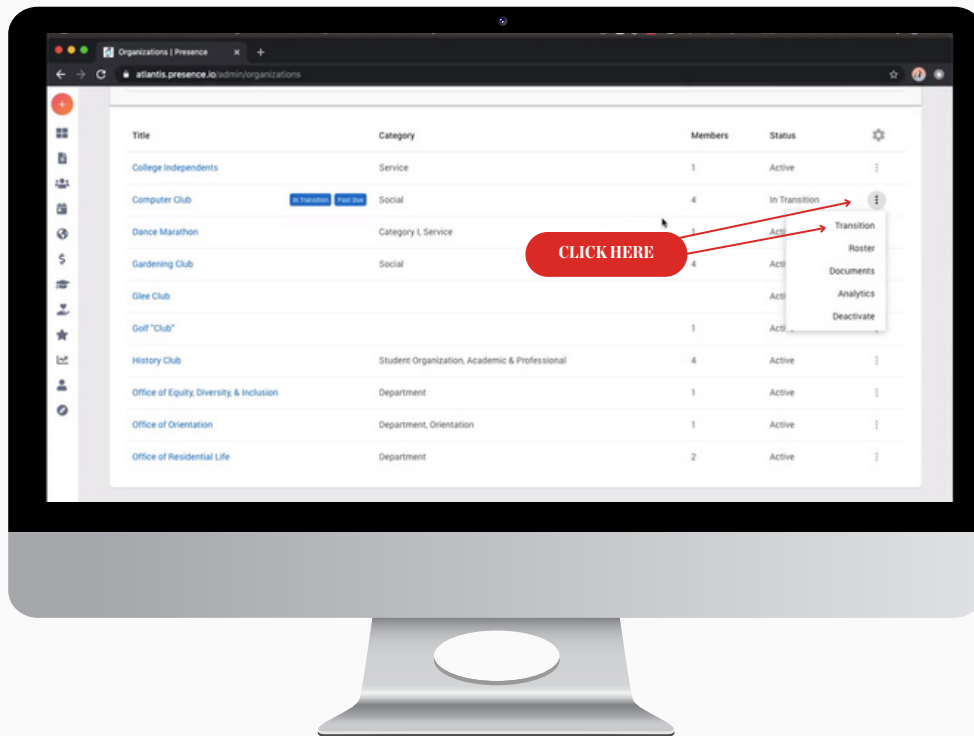 Organizations | Presence
atlantis.presence.io/admin/organizations
Title Category Members Status
College Independents Service 1 Active
Computer Club In Transition Past Due Social 4 In Transition
Transition
Dance Marathon Category I, Service 1
CLICK HERE
Roster
Gardening Club Social 4
Documents
Glee Club
Analytics
Deactivate
Golf "Club" 1
History Club Student Organization, Academic & Professional 4 Active
Office of Equity, Diversity, & Inclusion Department 1 Active
Office of Orientation Department, Orientation 1 Active
Office of Residential Life Department 2 Active